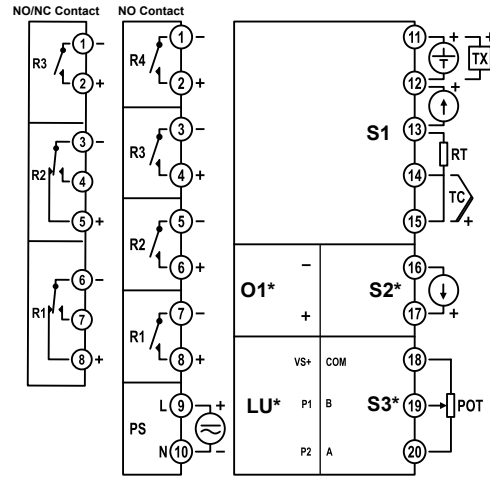 NO/NC Contact
NO Contact
R3
1 −
2 +
R2
3 −
4
5 +
R1
6 −
7
8 +
R4
1 −
2 +
R3
3 −
4 +
R2
5 −
6 +
R1
7 −
8 +
PS
L 9 +
N 10 −
S1
11 + +
TX
12 +
13
RT
14
TC
15 +
O1*
−
+
S2*
16
17 +
LU*
VS+ COM
P1 B
P2 A
S3*
18
19 POT
20